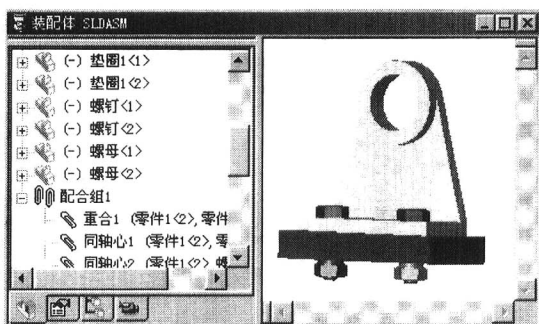 装配体 SLDASM
(-) 垫圈1<1>
(-) 垫圈1<2>
(-) 螺钉<1>
(-) 螺钉<2>
(-) 螺母<1>
(-) 螺母<2>
配合组1
重合1 (零件1<2>,零件
同轴心1 (零件1<2>,零
同轴心2 (零件1<2>